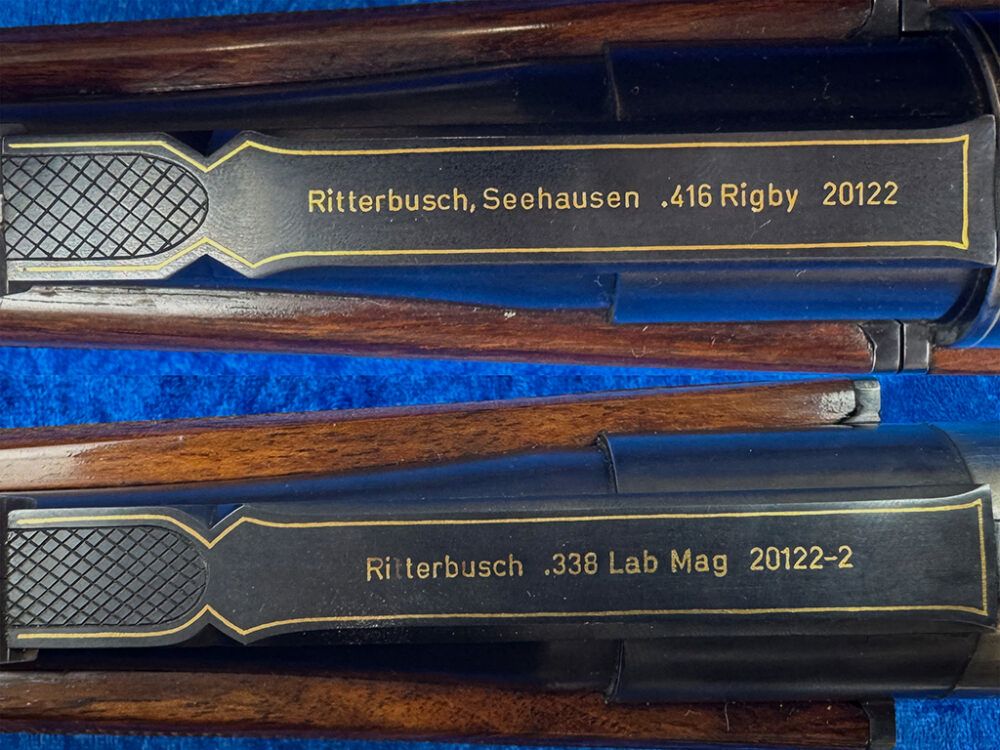 Ritterbusch, Seehausen .416 Rigby 20122
Ritterbusch .338 Lab Mag 20122-2